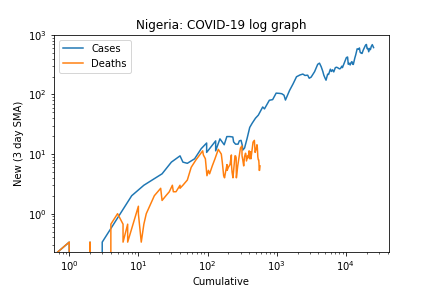 Nigeria: COVID-19 log graph
Cases
Deaths
New (3 day SMA)
10³
10²
10¹
10⁰
10⁰ 10¹ 10² 10³ 10⁴
Cumulative